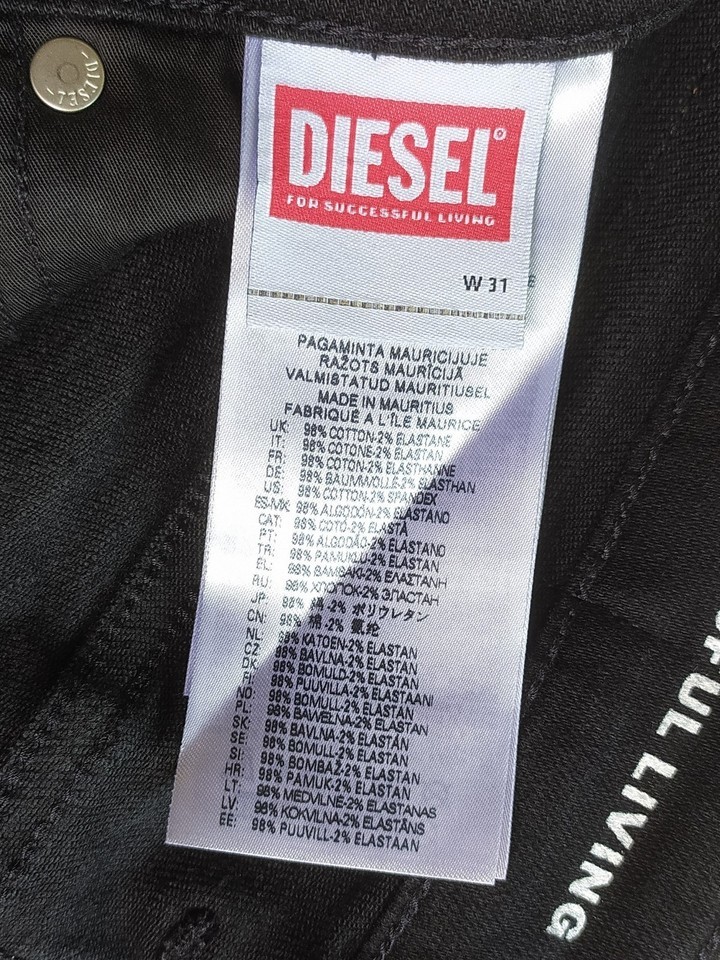 -DIESEL-
DIESEL
FOR SUCCESSFUL LIVING
W 31
PAGAMINTA MAURICIJUJE
RAŽOTS MAURĪCIJĀ
VALMISTATUD MAURITIUSEL
MADE IN MAURITIUS
FABRIQUÉ A L'ÎLE MAURICE
UK: 98% COTTON-2% ELASTANE
IT: 98% COTONE-2% ELASTAN
FR: 98% COTON-2% ELASTHANNE
DE: 98% BAUMWOLLE-2% ELASTHAN
US: 98% COTTON-2% SPANDEX
ES-MX: 98% ALGODÓN-2% ELASTANO
CAT: 98% COTÓ-2% ELASTÀ
PT: 98% ALGODÃO-2% ELASTANO
TR: 98% PAMUKLU-2% ELASTAN
EL: 98% ΒΑΜΒΑΚΙ-2% ΕΛΑΣΤΑΝΗ
RU: 98% ХЛОПОК-2% ЭЛАСТАН
JP: 98% 綿-2% ポリウレタン
CN: 98% 棉-2% 氨纶
NL: 98% KATOEN-2% ELASTAN
CZ: 98% BAVLNA-2% ELASTAN
DK: 98% BOMULD-2% ELASTAN
FI: 98% PUUVILLA-2% ELASTAANI
NO: 98% BOMULL-2% ELASTAN
PL: 98% BAWEŁNA-2% ELASTAN
SK: 98% BAVLNA-2% ELASTÁN
SE: 98% BOMULL-2% ELASTAN
SI: 98% BOMBAŽ-2% ELASTAN
HR: 98% PAMUK-2% ELASTAN
LT: 98% MEDVILNĖ-2% ELASTANAS
LV: 98% KOKVILNA-2% ELASTĀNS
EE: 98% PUUVILL-2% ELASTAAN
FUL LIVING